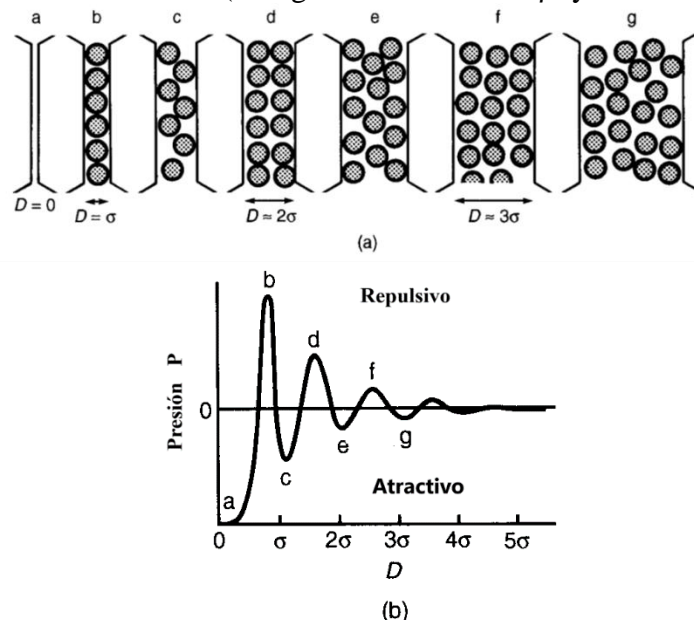 a b c d e f g
D = 0 D ≃ σ D ≃ 2σ D ≃ 3σ
(a)
b
Repulsivo
d
f
Presión P
0
c
e
g
a
Atractivo
0 σ 2σ 3σ 4σ 5σ
D
(b)